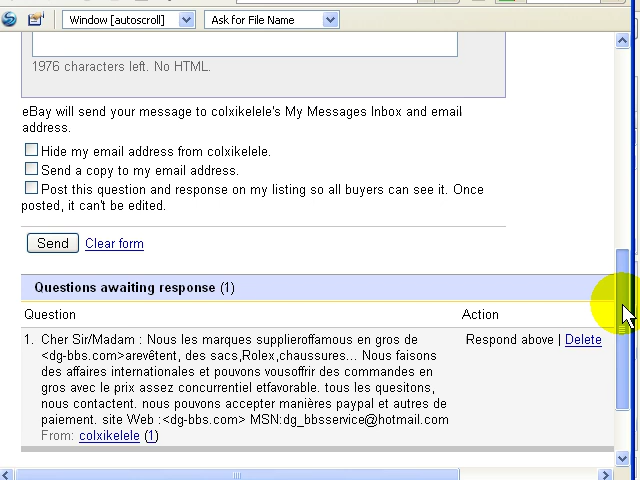 Window [autoscroll] Ask for File Name
1976 characters left. No HTML.
eBay will send your message to colxikelele's My Messages Inbox and email
address.
Hide my email address from colxikelele.
Send a copy to my email address.
Post this question and response on my listing so all buyers can see it. Once
posted, it can't be edited.
Send Clear form
Questions awaiting response (1)
Question Action
1. Cher Sir/Madam : Nous les marques supplieroffamous en gros de Respond above | Delete
<dg-bbs.com>arevêtent, des sacs,Rolex,chaussures... Nous faisons
des affaires internationales et pouvons vousoffrir des commandes en
gros avec le prix assez concurrentiel etfavorable. tous les quesitons,
nous contactent. nous pouvons accepter manières paypal et autres de
paiement. site Web :<dg-bbs.com> MSN:dg_bbsservice@hotmail.com
From: colxikelele (1)